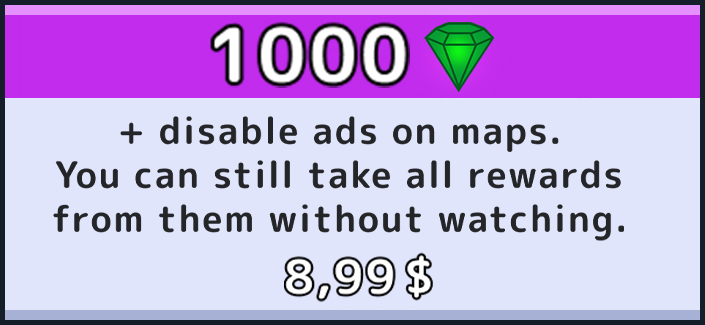 1000
+ disable ads on maps.
You can still take all rewards
from them without watching.
8,99$